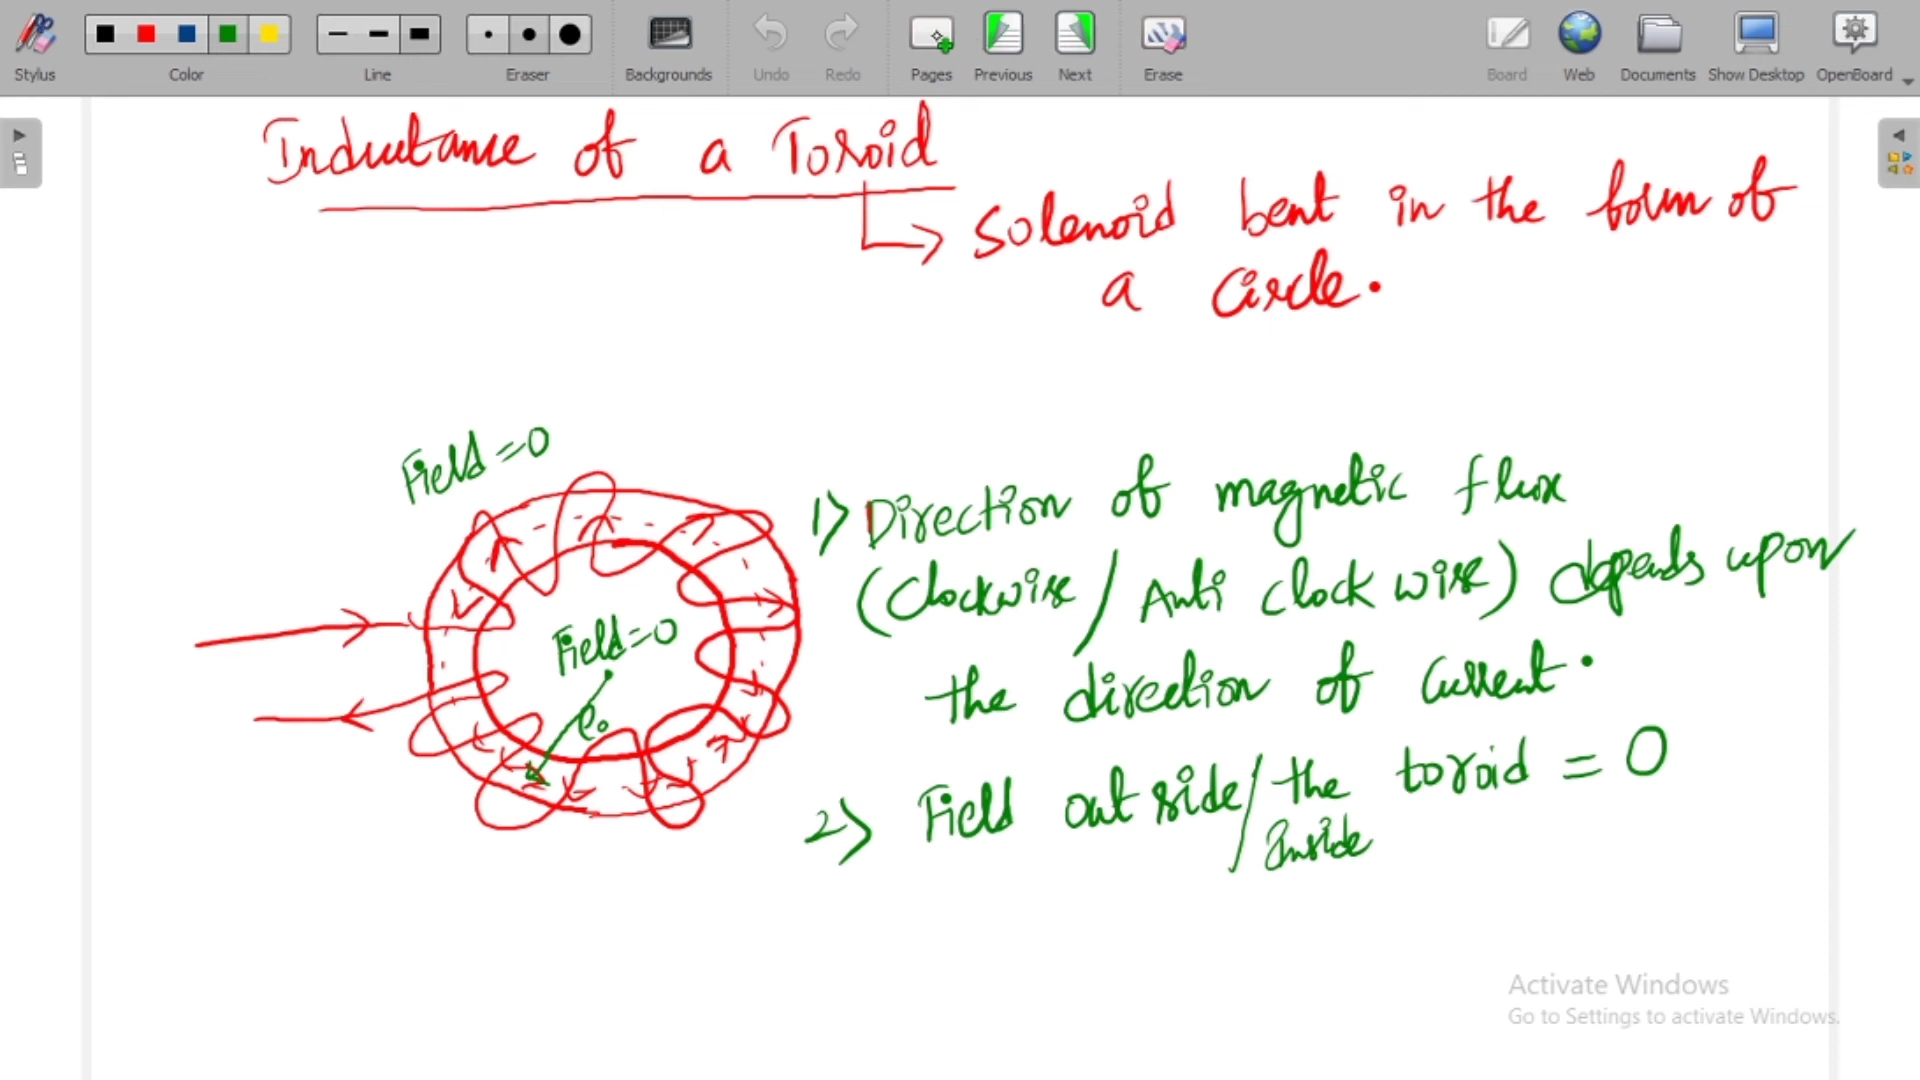 Stylus
Color
Line
Eraser
Backgrounds
Undo
Redo
Pages
Previous
Next
Erase
Board
Web
Documents
Show Desktop
OpenBoard
Inductance of a Toroid
Solenoid bent in the form of
a Circle.
Field=0
Field=0
ρ₀
1) Direction of magnetic flux
(Clockwise / Anti clock wise) depends upon
the direction of Current.
2) Field out side/ the toroid = 0
Inside
Activate Windows
Go to Settings to activate Windows.